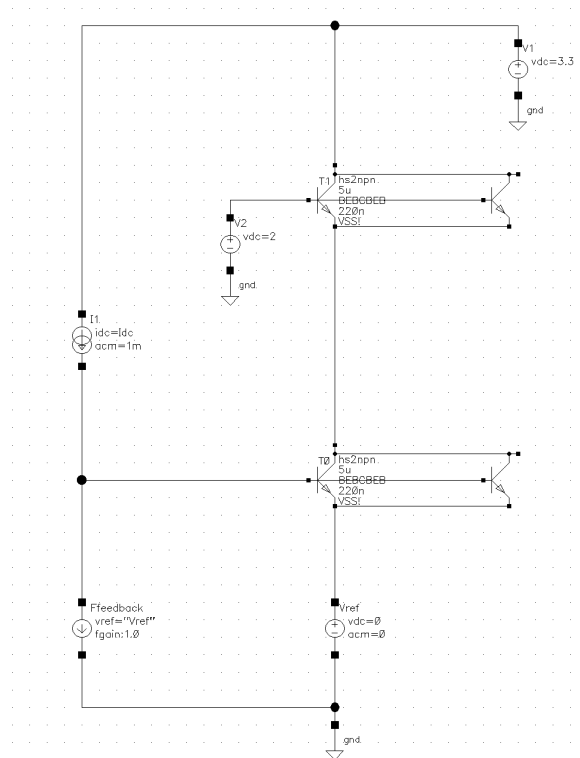 V1
vdc=3.3
gnd
T1 hs2npn
5u
BEBCBEB
220n
VSS!
V2
vdc=2
gnd
I1
idc=Idc
acm=1m
T0 hs2npn
5u
BEBCBEB
220n
VSS!
Ffeedback
vref="Vref"
fgain:1.0
Vref
vdc=0
acm=0
gnd